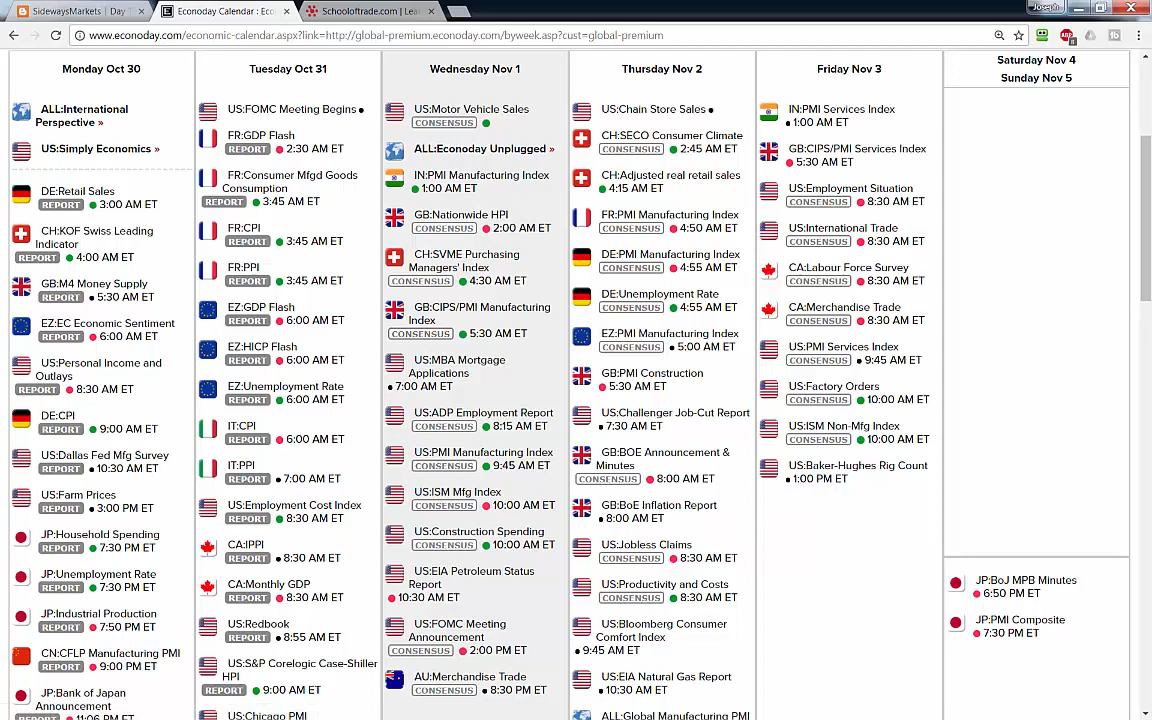 SidewaysMarkets | Day T
Econoday Calendar : Eco
Schooloftrade.com | Lea
Joseph
www.econoday.com/economic-calendar.aspx?link=http://global-premium.econoday.com/byweek.asp?cust=global-premium
Monday Oct 30
ALL:International
Perspective »
US:Simply Economics »
DE:Retail Sales
REPORT 3:00 AM ET
CH:KOF Swiss Leading
Indicator
REPORT 4:00 AM ET
GB:M4 Money Supply
REPORT 5:30 AM ET
EZ:EC Economic Sentiment
REPORT 6:00 AM ET
US:Personal Income and
Outlays
REPORT 8:30 AM ET
DE:CPI
REPORT 9:00 AM ET
US:Dallas Fed Mfg Survey
REPORT 10:30 AM ET
US:Farm Prices
REPORT 3:00 PM ET
JP:Household Spending
REPORT 7:30 PM ET
JP:Unemployment Rate
REPORT 7:30 PM ET
JP:Industrial Production
REPORT 7:50 PM ET
CN:CFLP Manufacturing PMI
REPORT 9:00 PM ET
JP:Bank of Japan
Announcement
REPORT 11:06 PM ET
Tuesday Oct 31
US:FOMC Meeting Begins
FR:GDP Flash
REPORT 2:30 AM ET
FR:Consumer Mfgd Goods
Consumption
REPORT 3:45 AM ET
FR:CPI
REPORT 3:45 AM ET
FR:PPI
REPORT 3:45 AM ET
EZ:GDP Flash
REPORT 6:00 AM ET
EZ:HICP Flash
REPORT 6:00 AM ET
EZ:Unemployment Rate
REPORT 6:00 AM ET
IT:CPI
REPORT 6:00 AM ET
IT:PPI
REPORT 7:00 AM ET
US:Employment Cost Index
REPORT 8:30 AM ET
CA:IPPI
REPORT 8:30 AM ET
CA:Monthly GDP
REPORT 8:30 AM ET
US:Redbook
REPORT 8:55 AM ET
US:S&P Corelogic Case-Shiller
HPI
REPORT 9:00 AM ET
US:Chicago PMI
Wednesday Nov 1
US:Motor Vehicle Sales
CONSENSUS
ALL:Econoday Unplugged »
IN:PMI Manufacturing Index
1:00 AM ET
GB:Nationwide HPI
CONSENSUS 2:00 AM ET
CH:SVME Purchasing
Managers' Index
CONSENSUS 4:30 AM ET
GB:CIPS/PMI Manufacturing
Index
CONSENSUS 5:30 AM ET
US:MBA Mortgage
Applications
7:00 AM ET
US:ADP Employment Report
CONSENSUS 8:15 AM ET
US:PMI Manufacturing Index
CONSENSUS 9:45 AM ET
US:ISM Mfg Index
CONSENSUS 10:00 AM ET
US:Construction Spending
CONSENSUS 10:00 AM ET
US:EIA Petroleum Status
Report
10:30 AM ET
US:FOMC Meeting
Announcement
CONSENSUS 2:00 PM ET
AU:Merchandise Trade
CONSENSUS 8:30 PM ET
Thursday Nov 2
US:Chain Store Sales
CH:SECO Consumer Climate
CONSENSUS 2:45 AM ET
CH:Adjusted real retail sales
4:15 AM ET
FR:PMI Manufacturing Index
CONSENSUS 4:50 AM ET
DE:PMI Manufacturing Index
CONSENSUS 4:55 AM ET
DE:Unemployment Rate
CONSENSUS 4:55 AM ET
EZ:PMI Manufacturing Index
CONSENSUS 5:00 AM ET
GB:PMI Construction
5:30 AM ET
US:Challenger Job-Cut Report
7:30 AM ET
GB:BOE Announcement &
Minutes
CONSENSUS 8:00 AM ET
GB:BoE Inflation Report
8:00 AM ET
US:Jobless Claims
CONSENSUS 8:30 AM ET
US:Productivity and Costs
CONSENSUS 8:30 AM ET
US:Bloomberg Consumer
Comfort Index
9:45 AM ET
US:EIA Natural Gas Report
10:30 AM ET
ALL:Global Manufacturing PMI
Friday Nov 3
IN:PMI Services Index
1:00 AM ET
GB:CIPS/PMI Services Index
5:30 AM ET
US:Employment Situation
CONSENSUS 8:30 AM ET
US:International Trade
CONSENSUS 8:30 AM ET
CA:Labour Force Survey
CONSENSUS 8:30 AM ET
CA:Merchandise Trade
CONSENSUS 8:30 AM ET
US:PMI Services Index
CONSENSUS 9:45 AM ET
US:Factory Orders
CONSENSUS 10:00 AM ET
US:ISM Non-Mfg Index
CONSENSUS 10:00 AM ET
US:Baker-Hughes Rig Count
1:00 PM ET
Saturday Nov 4
Sunday Nov 5
JP:BoJ MPB Minutes
6:50 PM ET
JP:PMI Composite
7:30 PM ET